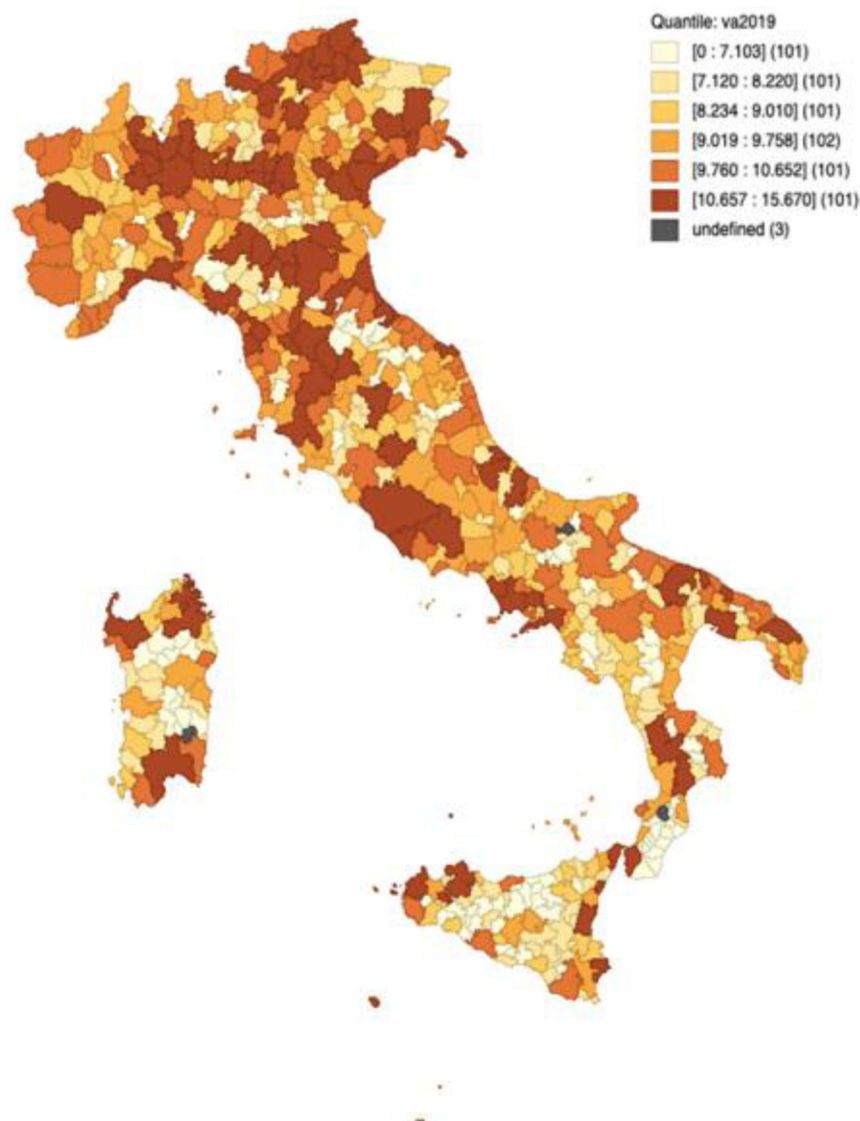 Quantile: va2019
[0 : 7.103] (101)
[7.120 : 8.220] (101)
[8.234 : 9.010] (101)
[9.019 : 9.758] (102)
[9.760 : 10.652] (101)
[10.657 : 15.670] (101)
undefined (3)